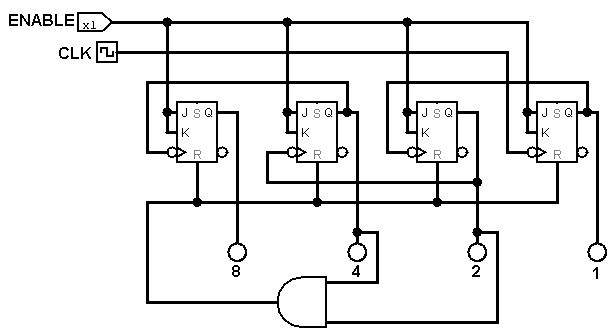 ENABLE x1
CLK
J S Q J S Q J S Q J S Q
K K K K
R R R R
8 4 2 1